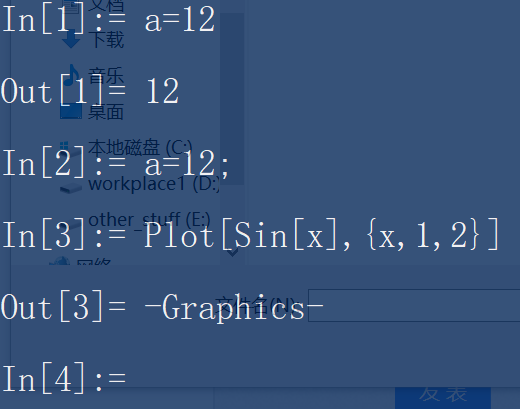 文档
In[1]:= a=12
下载
音乐
Out[1]= 12
桌面
本地磁盘 (C:)
In[2]:= a=12;
workplace1 (D:)
other_stuff (E:)
In[3]:= Plot[Sin[x],{x,1,2}]
网络
文件名(N)
Out[3]= -Graphics-
In[4]:=
发表